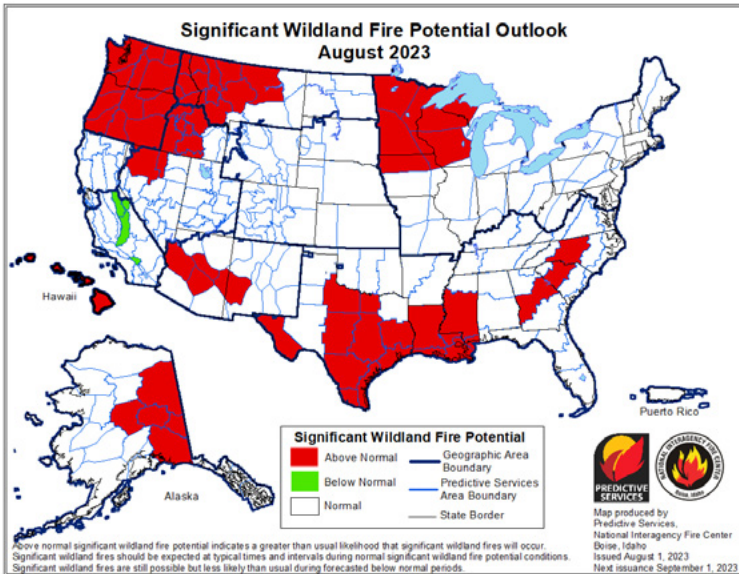 Significant Wildland Fire Potential Outlook
August 2023
Hawaii
Alaska
Puerto Rico
Significant Wildland Fire Potential
Above Normal
Below Normal
Normal
Geographic Area
Boundary
Predictive Services
Area Boundary
State Border
PREDICTIVE
SERVICES
NATIONAL INTERAGENCY FIRE CENTER
BOISE, IDAHO
Map produced by
Predictive Services,
National Interagency Fire Center
Boise, Idaho
Issued August 1, 2023
Next issuance September 1, 2023
Above normal significant wildland fire potential indicates a greater than usual likelihood that significant wildland fires will occur.
Significant wildland fires should be expected at typical times and intervals during normal significant wildland fire potential conditions.
Significant wildland fires are still possible but less likely than usual during forecasted below normal periods.